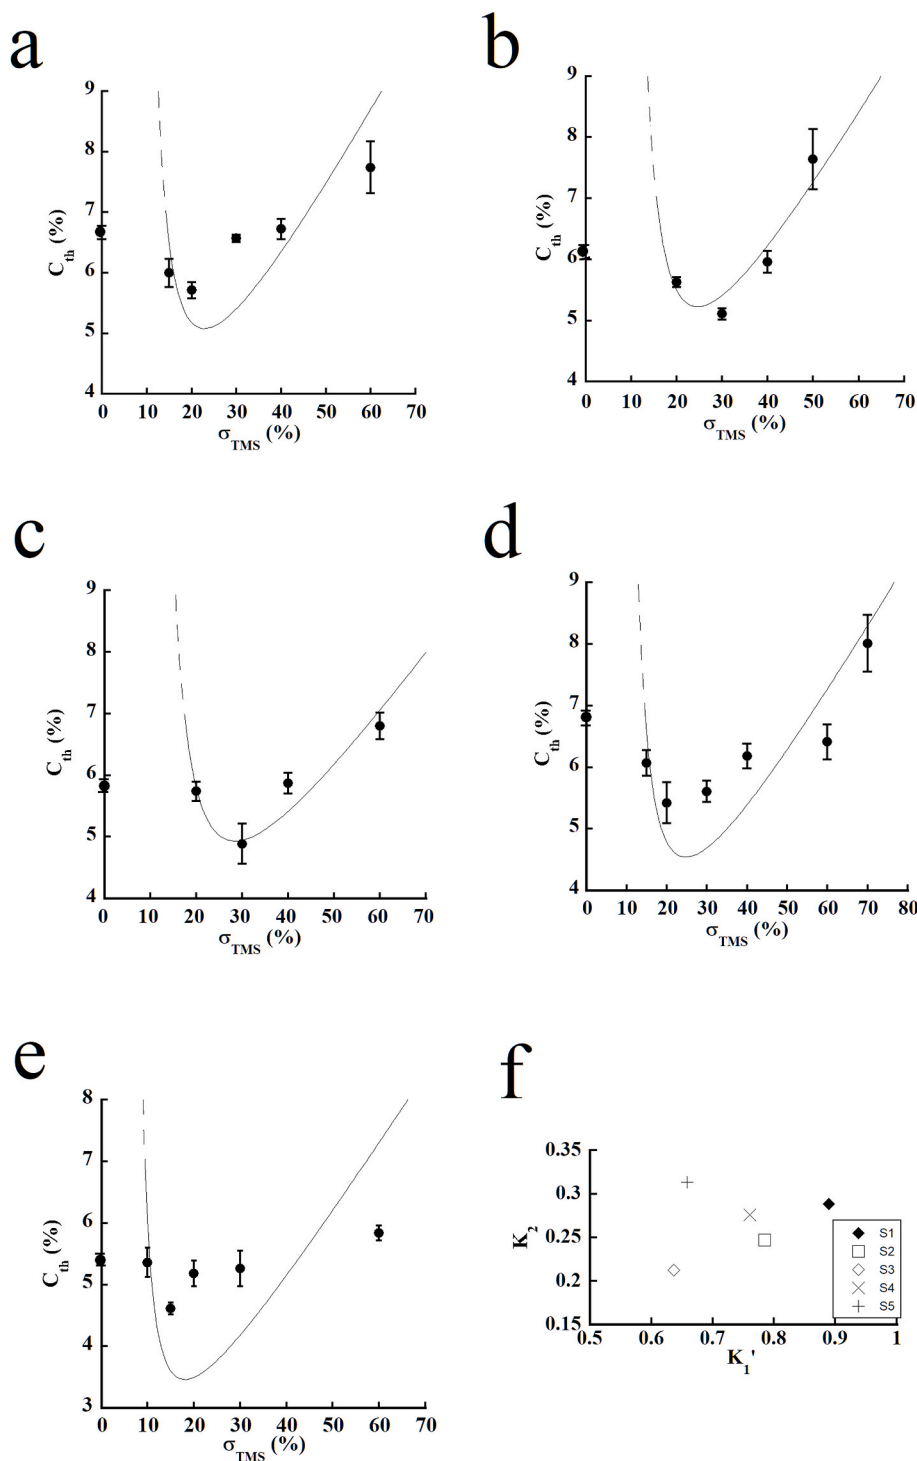 a
9
8
7
6
5
4
C_th (%)
0 10 20 30 40 50 60 70
σ_TMS (%)
b
9
8
7
6
5
4
C_th (%)
0 10 20 30 40 50 60 70
σ_TMS (%)
c
9
8
7
6
5
4
C_th (%)
0 10 20 30 40 50 60 70
σ_TMS (%)
d
9
8
7
6
5
4
C_th (%)
0 10 20 30 40 50 60 70 80
σ_TMS (%)
e
8
7
6
5
4
3
C_th (%)
0 10 20 30 40 50 60 70
σ_TMS (%)
f
0.35
0.3
0.25
0.2
0.15
K_2
S1
S2
S3
S4
S5
0.5 0.6 0.7 0.8 0.9 1
K_1'